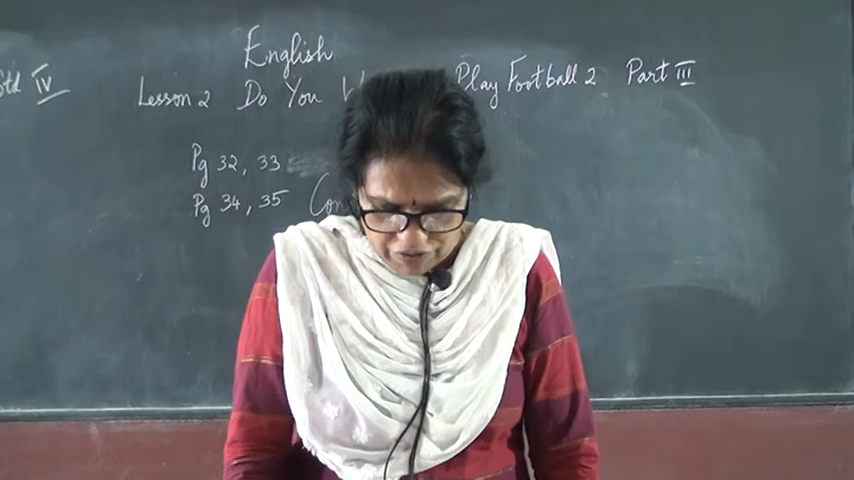 English
Std IV Lesson 2 Do You Play Football 2 Part III
Pg 32, 33
Pg 34, 35